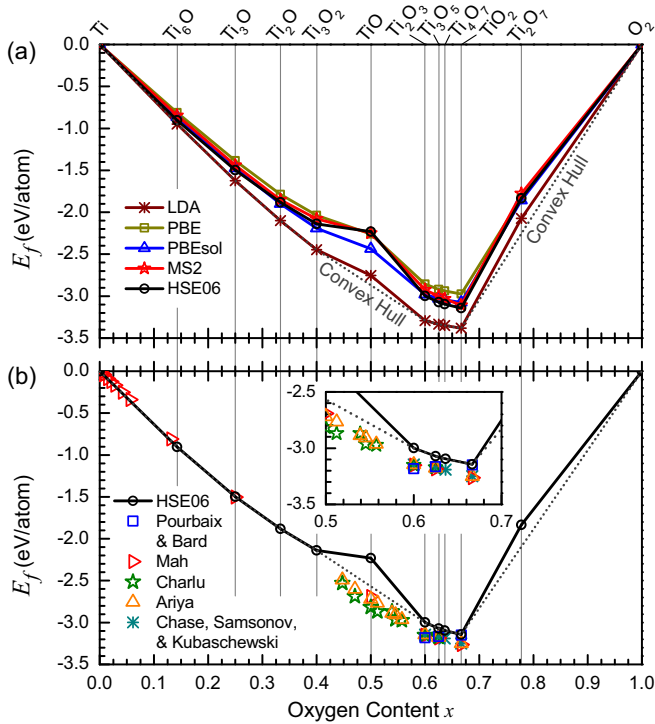 Ti Ti₆O Ti₃O Ti₂O Ti₃O₂ TiO Ti₂O₃ Ti₃O₅ Ti₄O₇ TiO₂ Ti₂O₇ O₂
(a)
0.0
-0.5
-1.0
-1.5
-2.0
-2.5
-3.0
-3.5
E_f (eV/atom)
LDA
PBE
PBEsol
MS2
HSE06
Convex Hull
Convex Hull
(b)
0.0
-0.5
-1.0
-1.5
-2.0
-2.5
-3.0
-3.5
E_f (eV/atom)
HSE06
Pourbaix
& Bard
Mah
Charlu
Ariya
Chase, Samsonov,
& Kubaschewski
-2.5
-3.0
-3.5
0.5 0.6 0.7
0.0 0.1 0.2 0.3 0.4 0.5 0.6 0.7 0.8 0.9 1.0
Oxygen Content x